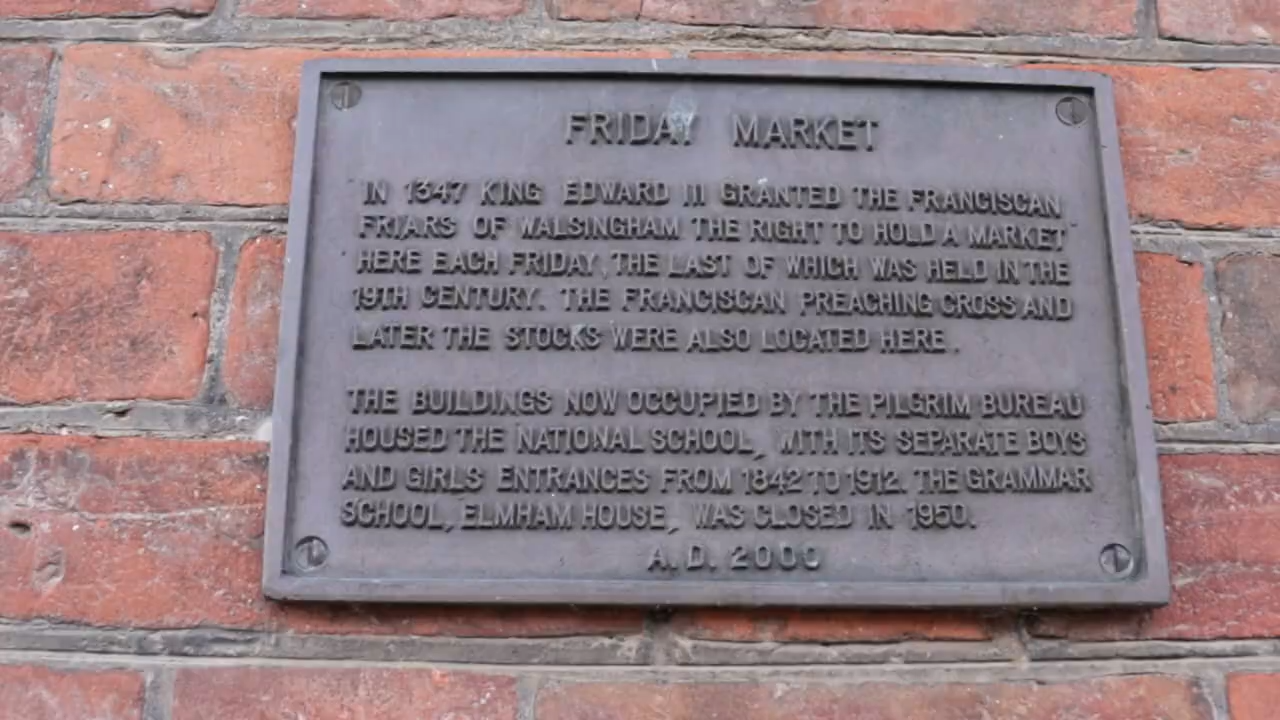 FRIDAY MARKET
IN 1347 KING EDWARD III GRANTED THE FRANCISCAN
FRIARS OF WALSINGHAM THE RIGHT TO HOLD A MARKET
HERE EACH FRIDAY, THE LAST OF WHICH WAS HELD IN THE
19TH CENTURY. THE FRANCISCAN PREACHING CROSS AND
LATER THE STOCKS WERE ALSO LOCATED HERE.
THE BUILDINGS NOW OCCUPIED BY THE PILGRIM BUREAU
HOUSED THE NATIONAL SCHOOL, WITH ITS SEPARATE BOYS
AND GIRLS ENTRANCES FROM 1842 TO 1912. THE GRAMMAR
SCHOOL, ELMHAM HOUSE, WAS CLOSED IN 1950.
A.D. 2000